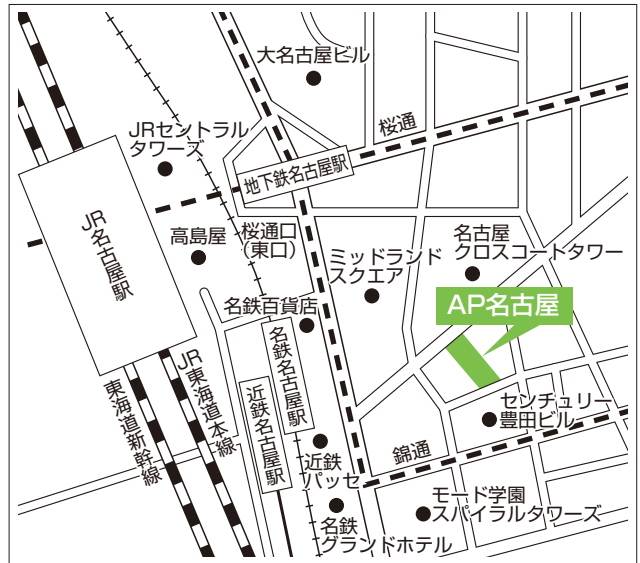 大名古屋ビル
桜通
JRセントラル
タワーズ
地下鉄名古屋駅
JR名古屋駅
高島屋
桜通口
（東口）
名古屋
クロスコートタワー
ミッドランド
スクエア
AP名古屋
名鉄百貨店
名鉄名古屋駅
近鉄名古屋駅
JR東海道本線
東海道新幹線
センチュリー
豊田ビル
錦通
近鉄
パッセ
モード学園
スパイラルタワーズ
名鉄
グランドホテル